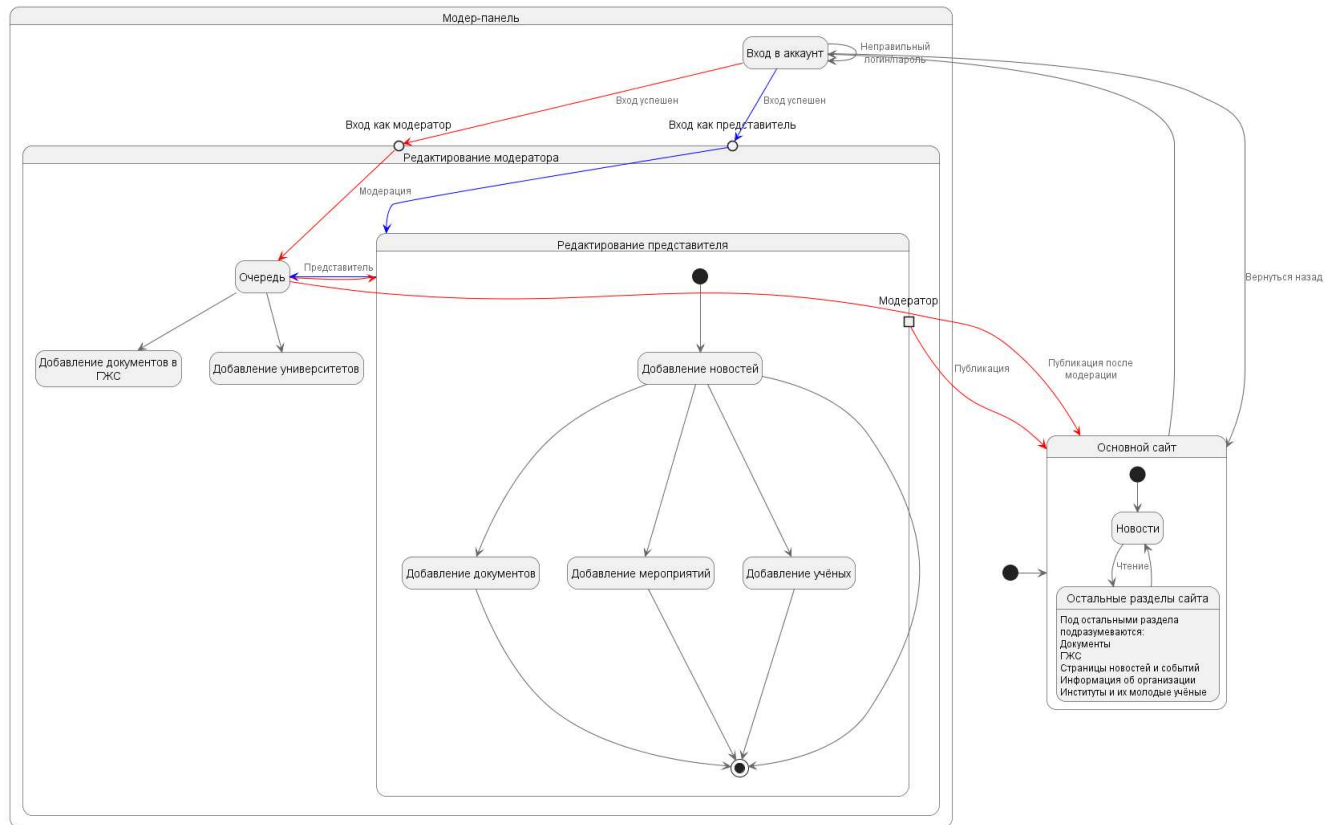 Модер-панель
Вход в аккаунт
Неправильный
логин/пароль
Вход успешен
Вход успешен
Вход как модератор
Вход как представитель
Редактирование модератора
Модерация
Редактирование представителя
Очередь
Представитель
Вернуться назад
Модератор
Добавление документов в
ГЖС
Добавление университетов
Добавление новостей
Публикация
Публикация после
модерации
Основной сайт
Новости
Чтение
Добавление документов
Добавление мероприятий
Добавление учёных
Остальные разделы сайта
Под остальными раздела
подразумеваются:
Документы
ГЖС
Страницы новостей и событий
Информация об организации
Институты и их молодые учёные